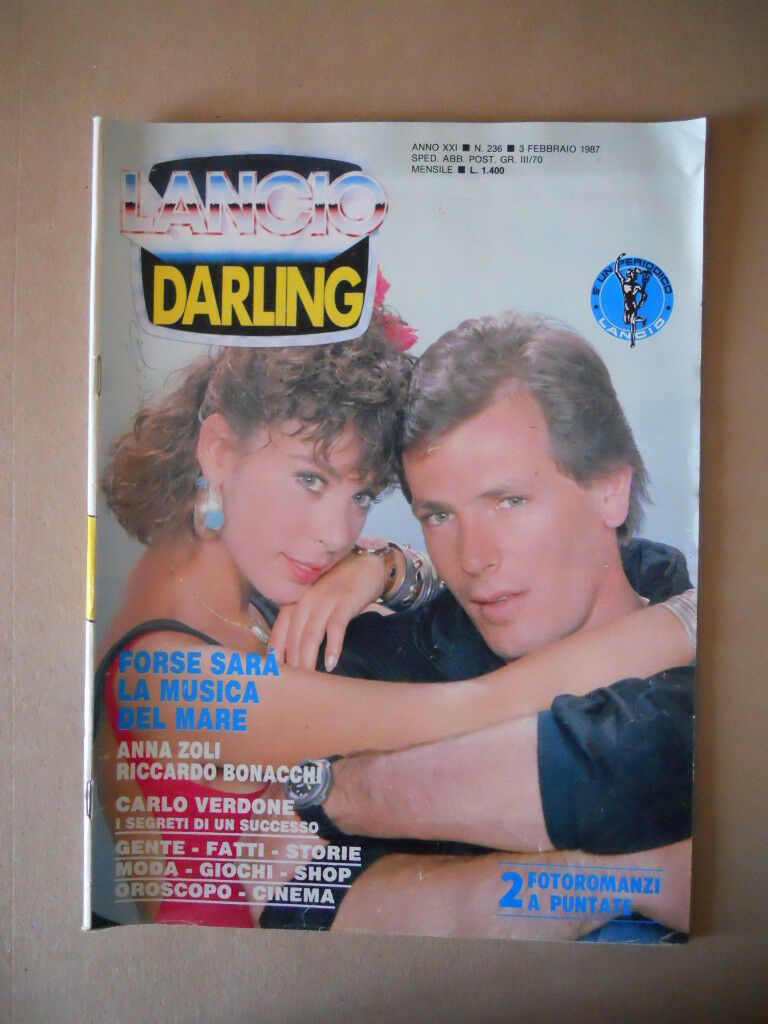 ANNO XXI ■ N. 236 ■ 3 FEBBRAIO 1987
SPED. ABB. POST. GR. III/70
MENSILE ■ L. 1.400
LANCIO
DARLING
È UN PERIODICO
LANCIO
FORSE SARÁ
LA MUSICA
DEL MARE
ANNA ZOLI
RICCARDO BONACCHI
CARLO VERDONE
I SEGRETI DI UN SUCCESSO
GENTE - FATTI - STORIE
MODA - GIOCHI - SHOP
OROSCOPO - CINEMA
2 FOTOROMANZI
A PUNTATE